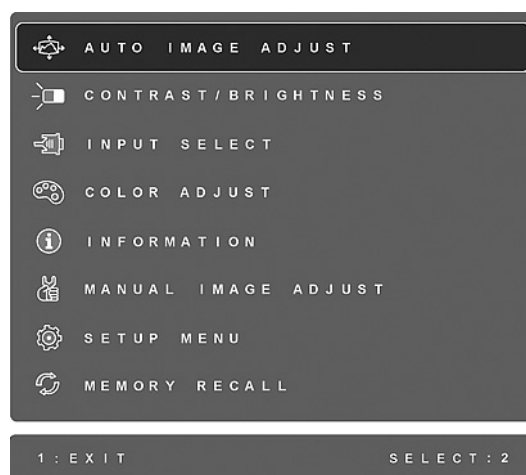 AUTO IMAGE ADJUST
CONTRAST/BRIGHTNESS
INPUT SELECT
COLOR ADJUST
INFORMATION
MANUAL IMAGE ADJUST
SETUP MENU
MEMORY RECALL
1:EXIT SELECT:2